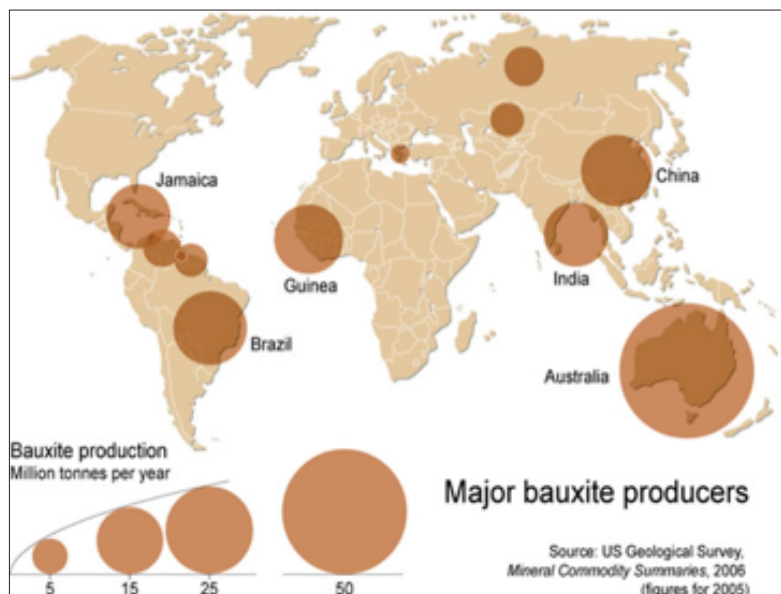 Jamaica
China
Guinea
India
Brazil
Australia
Bauxite production
Million tonnes per year
Major bauxite producers
Source: US Geological Survey,
Mineral Commodity Summaries, 2006
(figures for 2005)
5 15 25 50